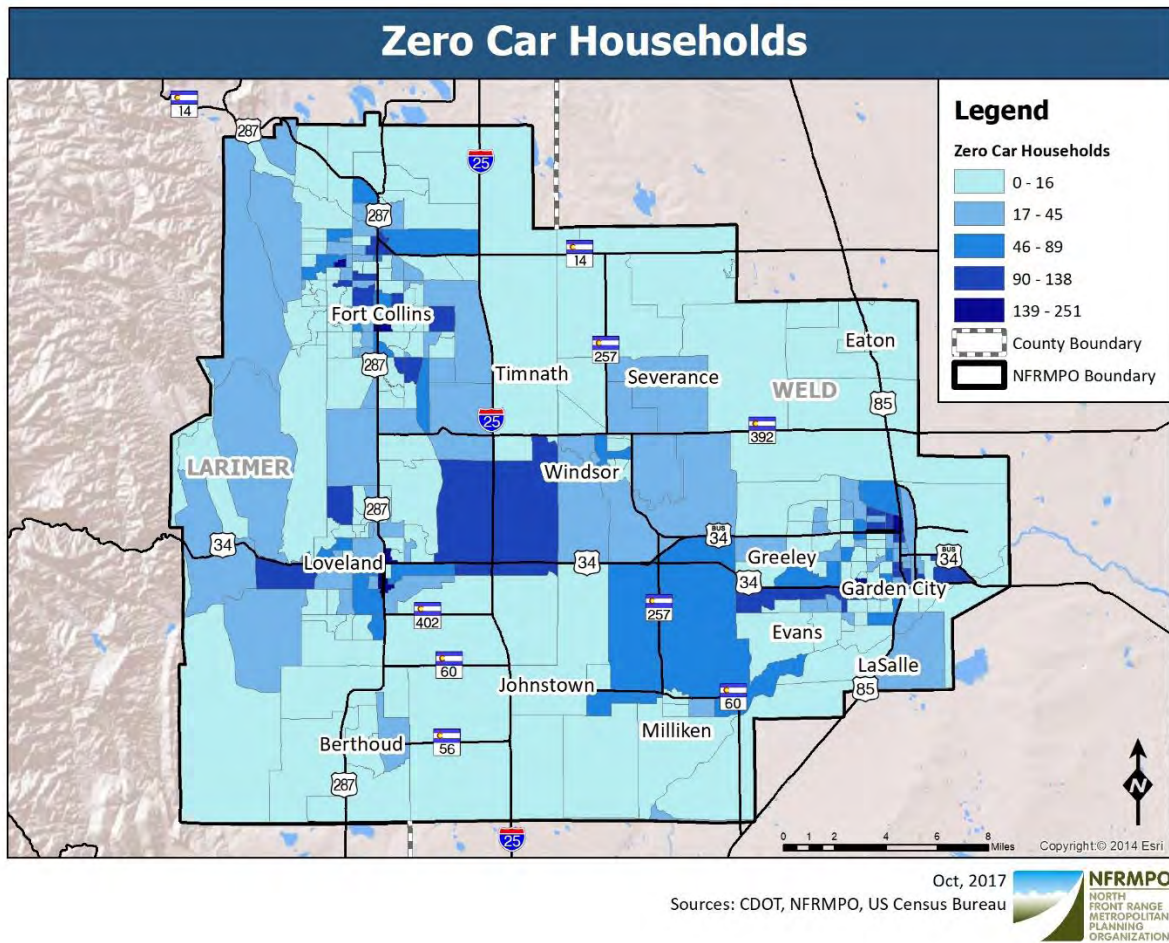 Zero Car Households
Legend
Zero Car Households
0 - 16
17 - 45
46 - 89
90 - 138
139 - 251
County Boundary
NFRMPO Boundary
14
287
25
287
14
Fort Collins
257
Eaton
287
Timnath
Severance
WELD
85
25
392
LARIMER
Windsor
287
34
BUS
34
BUS
34
Loveland
34
Greeley
34
Garden City
402
257
Evans
60
LaSalle
Johnstown
85
60
Milliken
Berthoud
56
287
25
N
0 1 2 4 6 8
Miles
Copyright:© 2014 Esri
Oct, 2017
Sources: CDOT, NFRMPO, US Census Bureau
NFRMPO
NORTH
FRONT RANGE
METROPOLITAN
PLANNING
ORGANIZATION